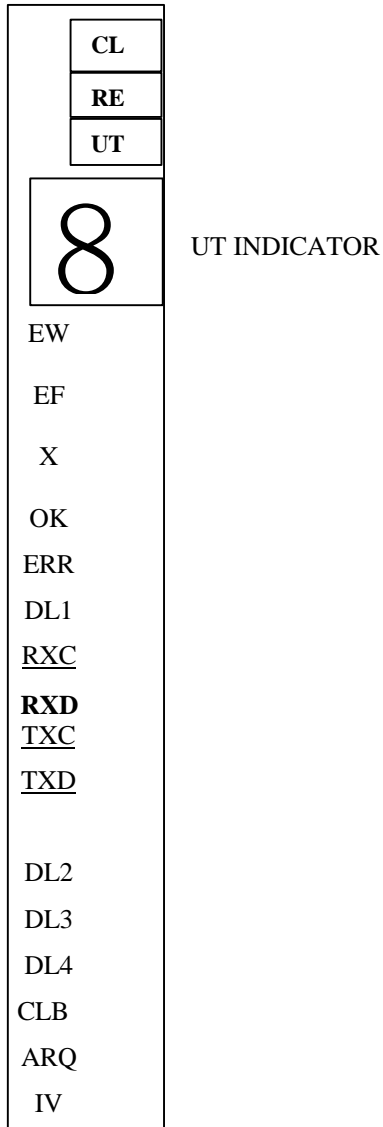 CL
RE
UT
8
UT INDICATOR
EW
EF
X
OK
ERR
DL1
RXC
RXD
TXC
TXD
DL2
DL3
DL4
CLB
ARQ
IV